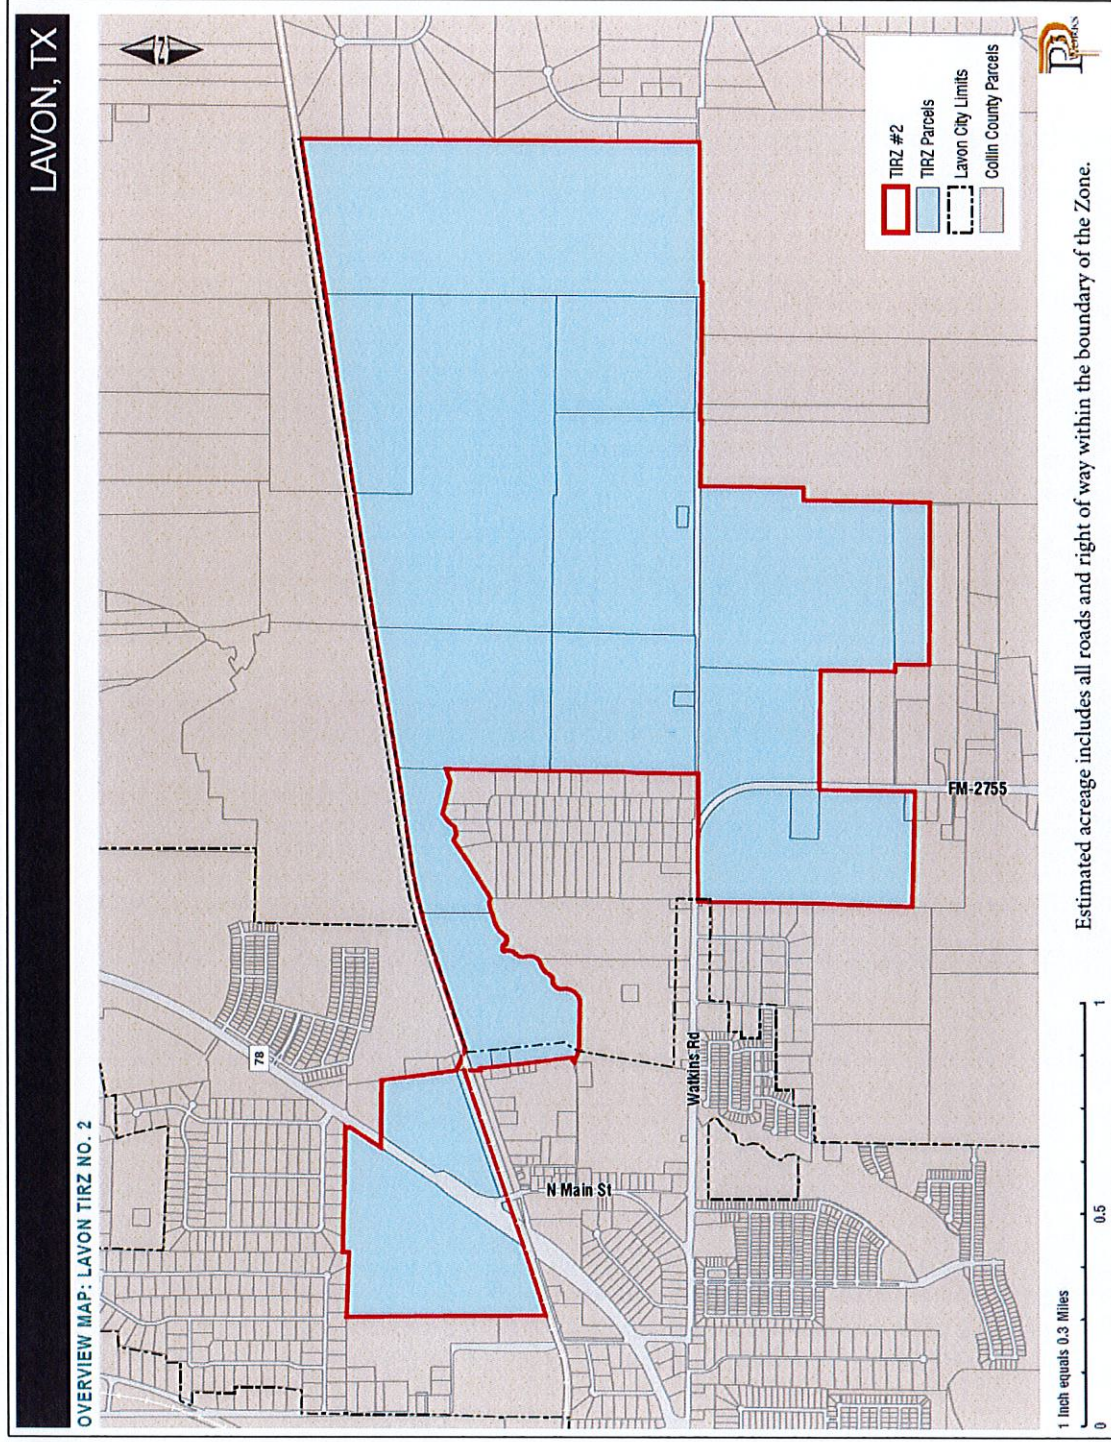 LAVON, TX
OVERVIEW MAP: LAVON TIRZ NO. 2
N
78
N Main St
Watkins Rd
FM-2755
TIRZ #2
TIRZ Parcels
Lavon City Limits
Collin County Parcels
1 Inch equals 0.3 Miles
0 0.5 1
Estimated acreage includes all roads and right of way within the boundary of the Zone.
P3
WORKS